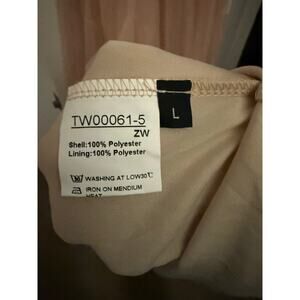 TW00061-5
ZW
Shell:100% Polyester
Lining:100% Polyester
WASHING AT LOW30℃
IRON ON MENDIUM
HEAT
L